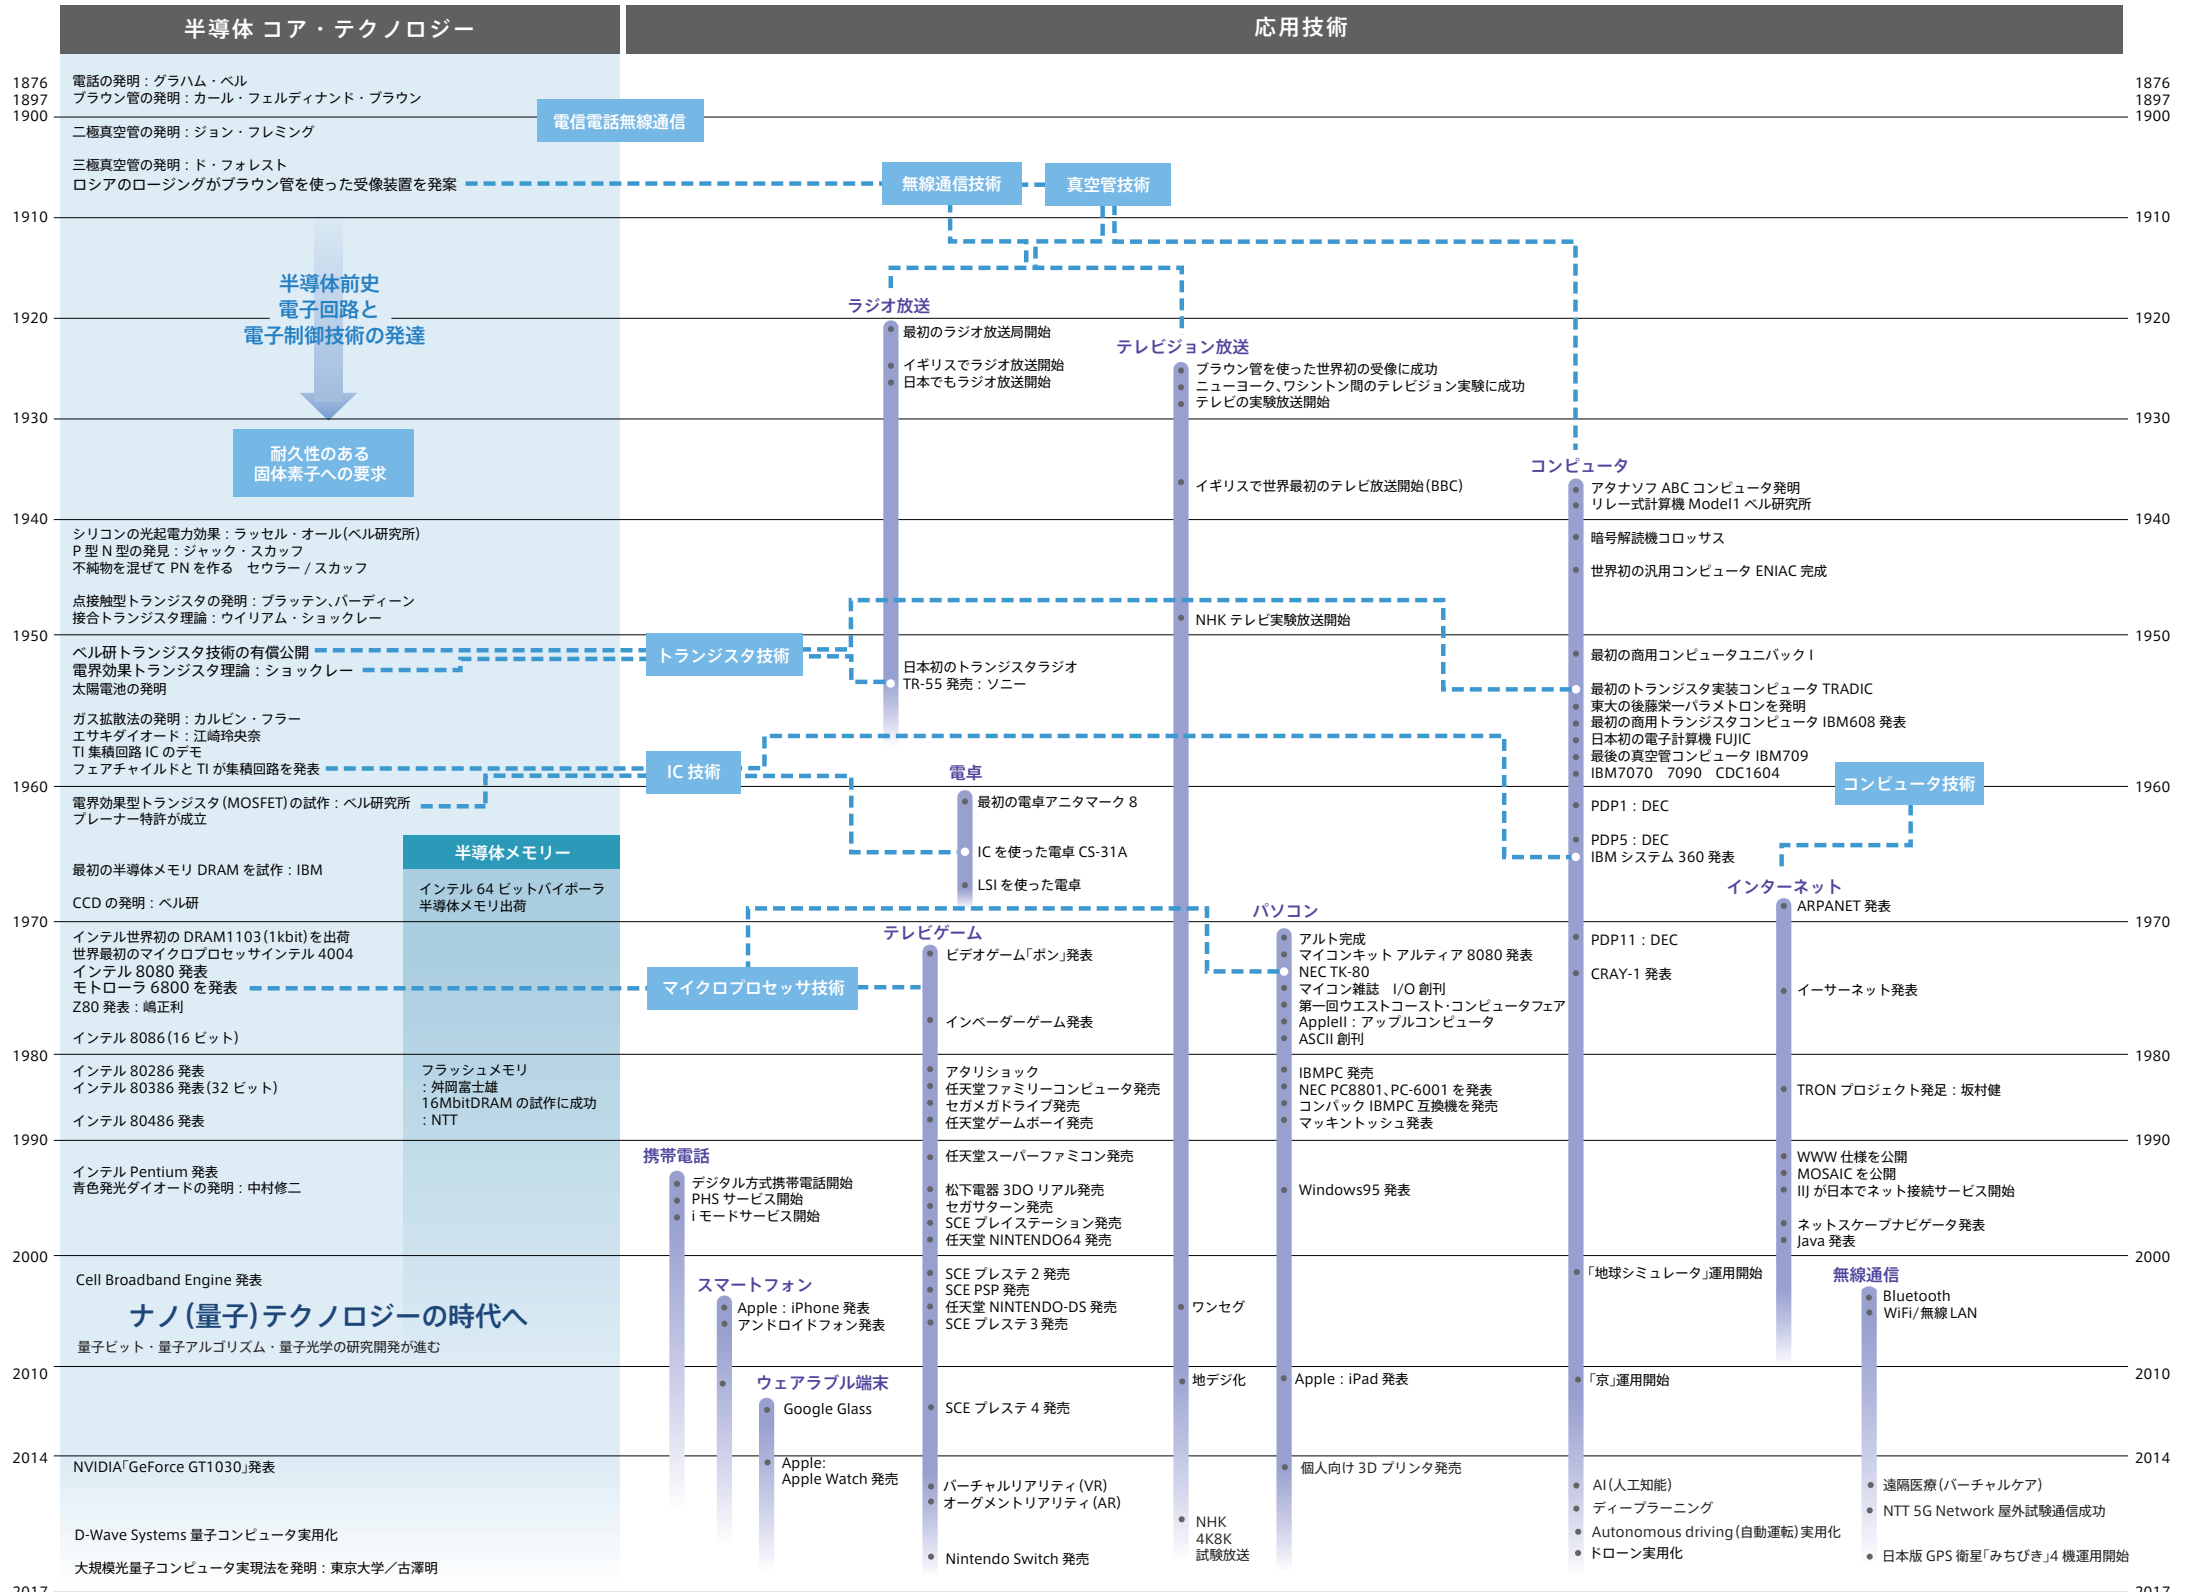 半導体 コア・テクノロジー
応用技術
1876
1897
1900
1910
1920
1930
1940
1950
1960
1970
1980
1990
2000
2010
2014
2017
電話の発明：グラハム・ベル
ブラウン管の発明：カール・フェルディナンド・ブラウン
二極真空管の発明：ジョン・フレミング
三極真空管の発明：ド・フォレスト
ロシアのロージングがブラウン管を使った受像装置を発案
半導体前史
電子回路と
電子制御技術の発達
耐久性のある
固体素子への要求
シリコンの光起電力効果：ラッセル・オール(ベル研究所)
P 型 N 型の発見：ジャック・スカッフ
不純物を混ぜて PN を作る　セウラー / スカッフ
点接触型トランジスタの発明：ブラッテン、バーディーン
接合トランジスタ理論：ウイリアム・ショックレー
ベル研トランジスタ技術の有償公開
電界効果トランジスタ理論：ショックレー
太陽電池の発明
ガス拡散法の発明：カルビン・フラー
エサキダイオード：江崎玲央奈
TI 集積回路 IC のデモ
フェアチャイルドと TI が集積回路を発表
電界効果型トランジスタ(MOSFET)の試作：ベル研究所
プレーナー特許が成立
最初の半導体メモリ DRAM を試作：IBM
CCD の発明：ベル研
インテル世界初の DRAM1103(1kbit)を出荷
世界最初のマイクロプロセッサインテル 4004
インテル 8080 発表
モトローラ 6800 を発表
Z80 発表：嶋正利
インテル 8086(16 ビット)
インテル 80286 発表
インテル 80386 発表(32 ビット)
インテル 80486 発表
インテル Pentium 発表
青色発光ダイオードの発明：中村修二
Cell Broadband Engine 発表
ナノ(量子)テクノロジーの時代へ
量子ビット・量子アルゴリズム・量子光学の研究開発が進む
NVIDIA「GeForce GT1030」発表
D-Wave Systems 量子コンピュータ実用化
大規模光量子コンピュータ実現法を発明：東京大学／古澤明
半導体メモリー
インテル 64 ビットバイポーラ
半導体メモリ出荷
フラッシュメモリ
：舛岡富士雄
16MbitDRAM の試作に成功
：NTT
電信電話無線通信
無線通信技術
真空管技術
トランジスタ技術
IC 技術
マイクロプロセッサ技術
コンピュータ技術
ラジオ放送
最初のラジオ放送局開始
イギリスでラジオ放送開始
日本でもラジオ放送開始
日本初のトランジスタラジオ
TR-55 発売：ソニー
電卓
最初の電卓アニタマーク 8
IC を使った電卓 CS-31A
LSI を使った電卓
テレビゲーム
ビデオゲーム「ポン」発表
インベーダーゲーム発表
アタリショック
任天堂ファミリーコンピュータ発売
セガメガドライブ発売
任天堂ゲームボーイ発売
任天堂スーパーファミコン発売
松下電器 3DO リアル発売
セガサターン発売
SCE プレイステーション発売
任天堂 NINTENDO64 発売
SCE プレステ 2 発売
SCE PSP 発売
任天堂 NINTENDO-DS 発売
SCE プレステ 3 発売
SCE プレステ 4 発売
バーチャルリアリティ(VR)
オーグメントリアリティ(AR)
Nintendo Switch 発売
携帯電話
デジタル方式携帯電話開始
PHS サービス開始
i モードサービス開始
スマートフォン
Apple：iPhone 発表
アンドロイドフォン発表
ウェアラブル端末
Google Glass
Apple:
Apple Watch 発売
テレビジョン放送
ブラウン管を使った世界初の受像に成功
ニューヨーク、ワシントン間のテレビジョン実験に成功
テレビの実験放送開始
イギリスで世界最初のテレビ放送開始(BBC)
NHK テレビ実験放送開始
ワンセグ
地デジ化
NHK
4K8K
試験放送
パソコン
アルト完成
マイコンキット アルティア 8080 発表
NEC TK-80
マイコン雑誌　I/O 創刊
第一回ウエストコースト・コンピュータフェア
AppleII：アップルコンピュータ
ASCII 創刊
IBMPC 発売
NEC PC8801、PC-6001 を発表
コンパック IBMPC 互換機を発売
マッキントッシュ発表
Windows95 発表
Apple：iPad 発表
個人向け 3D プリンタ発売
コンピュータ
アタナソフ ABC コンピュータ発明
リレー式計算機 Model1 ベル研究所
暗号解読機コロッサス
世界初の汎用コンピュータ ENIAC 完成
最初の商用コンピュータユニバック I
最初のトランジスタ実装コンピュータ TRADIC
東大の後藤栄一パラメトロンを発明
最初の商用トランジスタコンピュータ IBM608 発表
日本初の電子計算機 FUJIC
最後の真空管コンピュータ IBM709
IBM7070　7090　CDC1604
PDP1：DEC
PDP5：DEC
IBM システム 360 発表
PDP11：DEC
CRAY-1 発表
「地球シミュレータ」運用開始
「京」運用開始
AI(人工知能)
ディープラーニング
Autonomous driving(自動運転)実用化
ドローン実用化
インターネット
ARPANET 発表
イーサーネット発表
TRON プロジェクト発足：坂村健
WWW 仕様を公開
MOSAIC を公開
IIJ が日本でネット接続サービス開始
ネットスケープナビゲータ発表
Java 発表
無線通信
Bluetooth
WiFi/無線 LAN
遠隔医療(バーチャルケア)
NTT 5G Network 屋外試験通信成功
日本版 GPS 衛星「みちびき」4 機運用開始
1876
1897
1900
1910
1920
1930
1940
1950
1960
1970
1980
1990
2000
2010
2014
2017